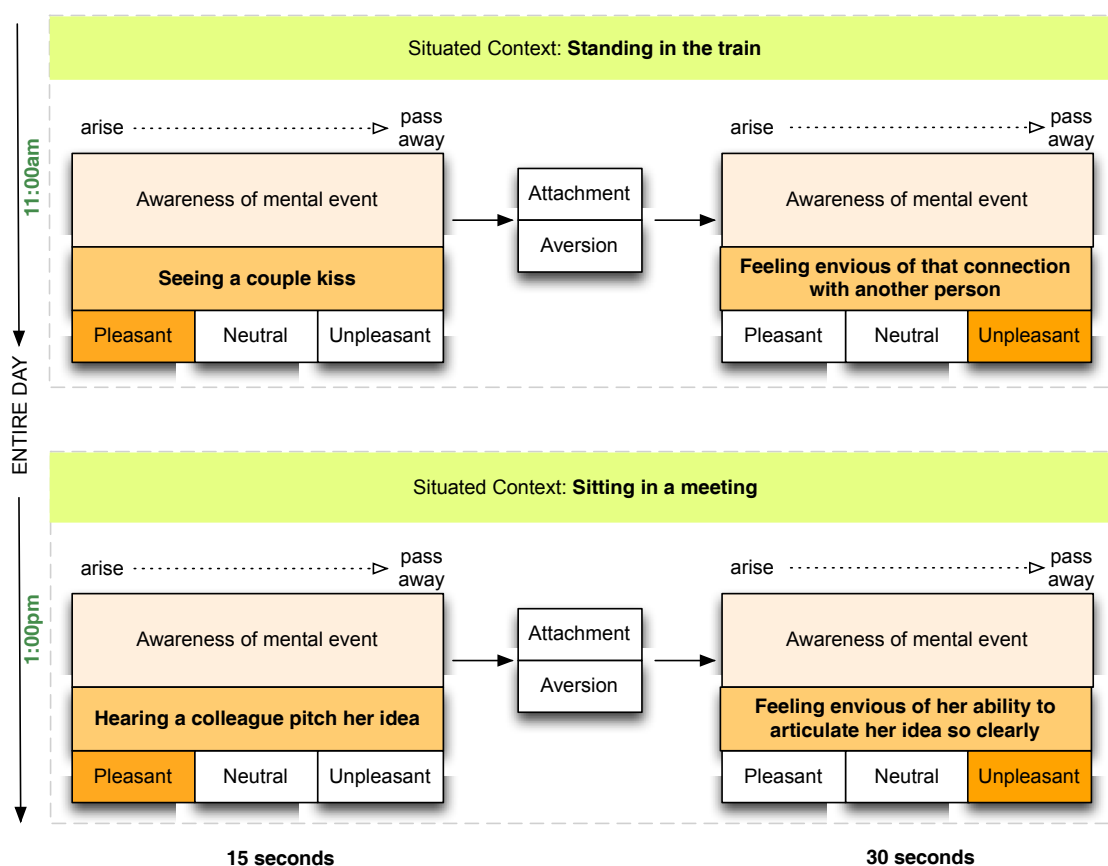 Situated Context: Standing in the train
arise
pass
away
arise
pass
away
11:00am
Awareness of mental event
Attachment
Aversion
Awareness of mental event
Seeing a couple kiss
Feeling envious of that connection
with another person
Pleasant Neutral Unpleasant
Pleasant Neutral Unpleasant
ENTIRE DAY
Situated Context: Sitting in a meeting
arise
pass
away
arise
pass
away
1:00pm
Awareness of mental event
Attachment
Aversion
Awareness of mental event
Hearing a colleague pitch her idea
Feeling envious of her ability to
articulate her idea so clearly
Pleasant Neutral Unpleasant
Pleasant Neutral Unpleasant
15 seconds
30 seconds